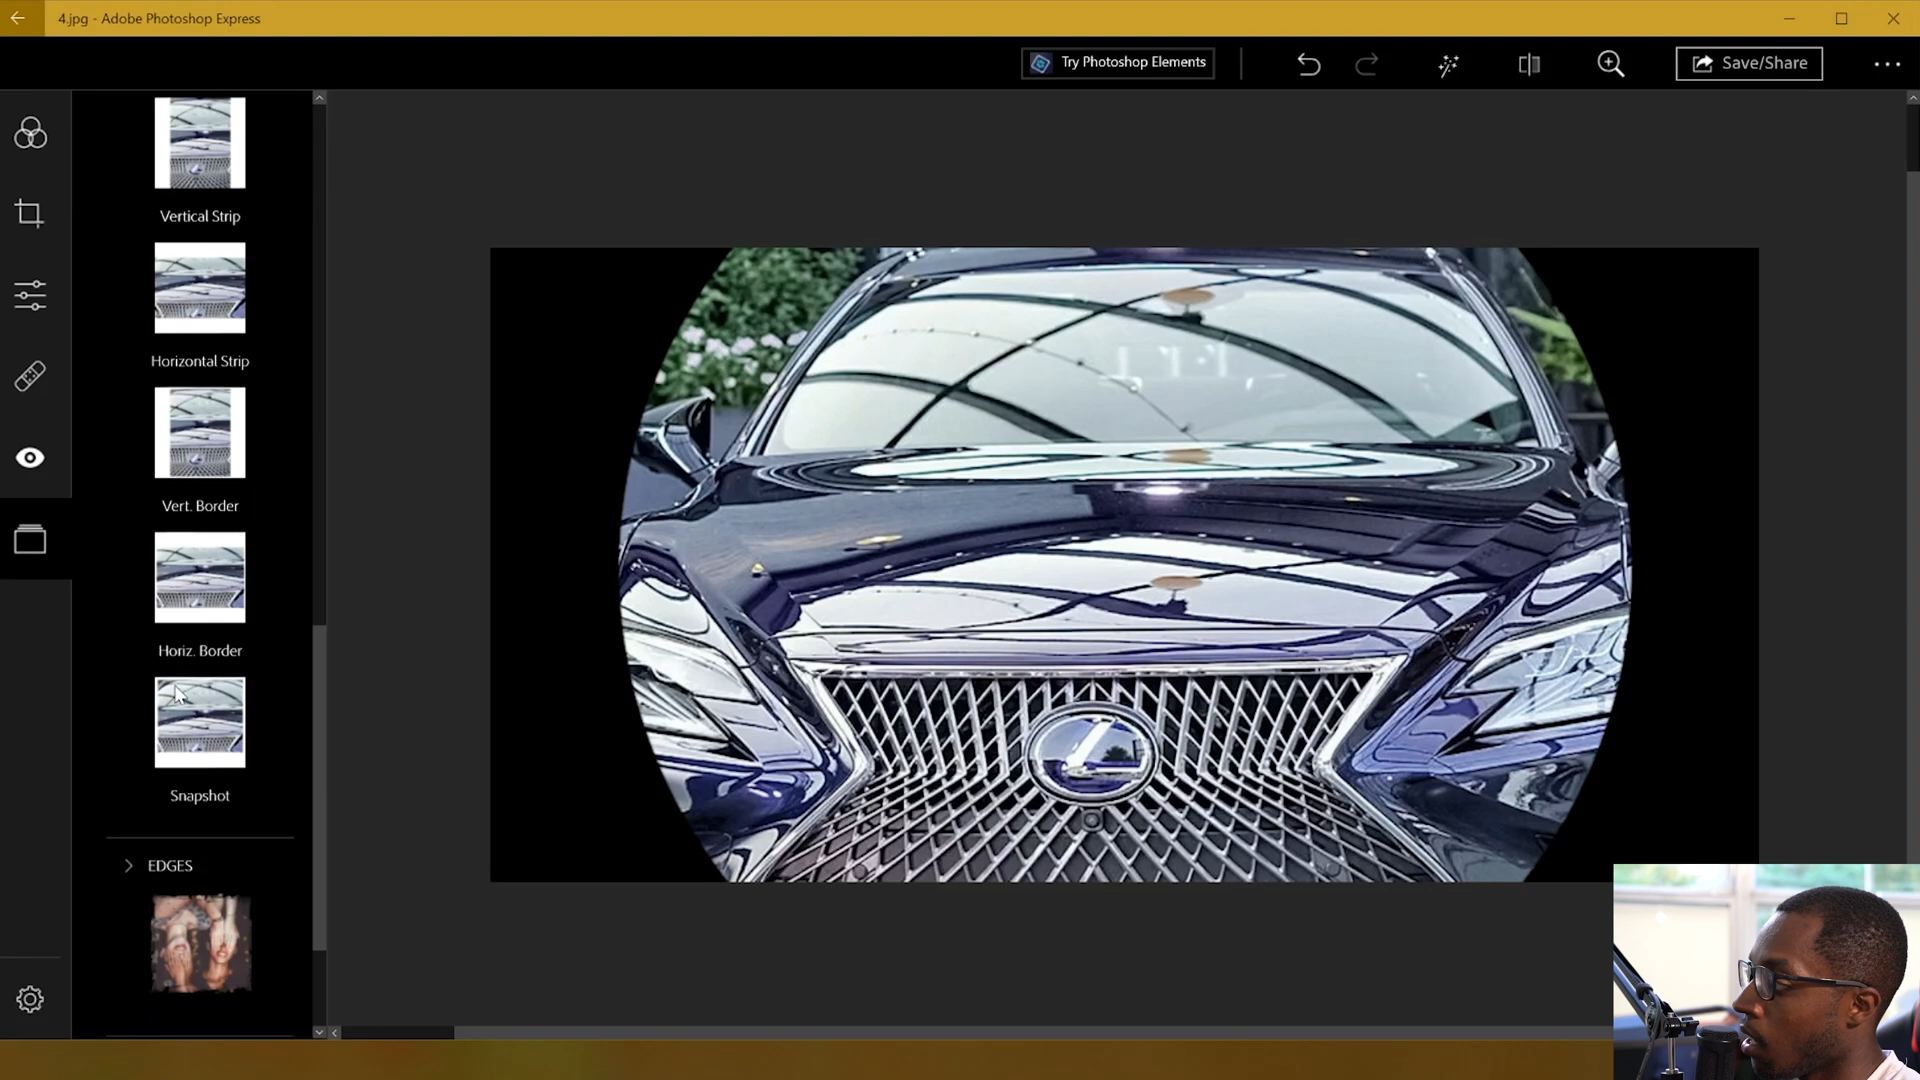 4.jpg - Adobe Photoshop Express
Try Photoshop Elements
Save/Share
Vertical Strip
Horizontal Strip
Vert. Border
Horiz. Border
Snapshot
EDGES